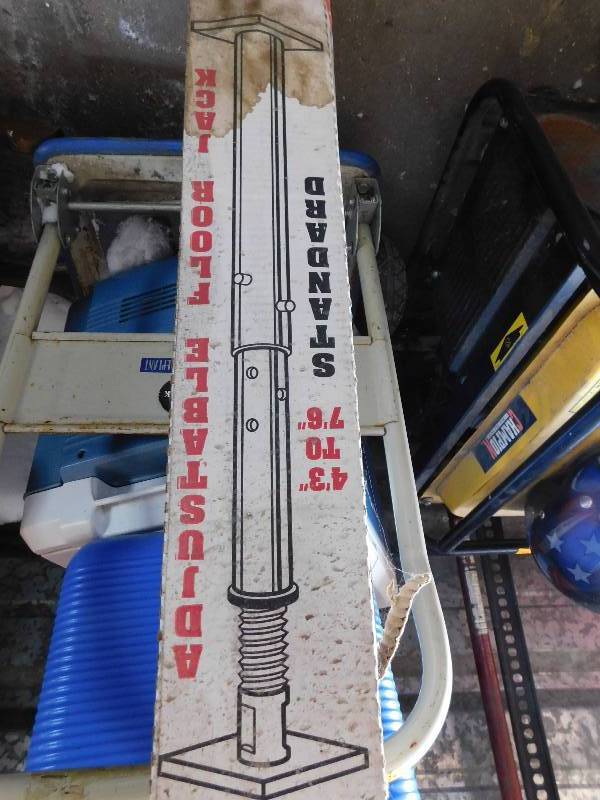 ADJUSTABLE FLOOR JACK
STANDARD
4'3"
TO
7'6"
CHAMPION